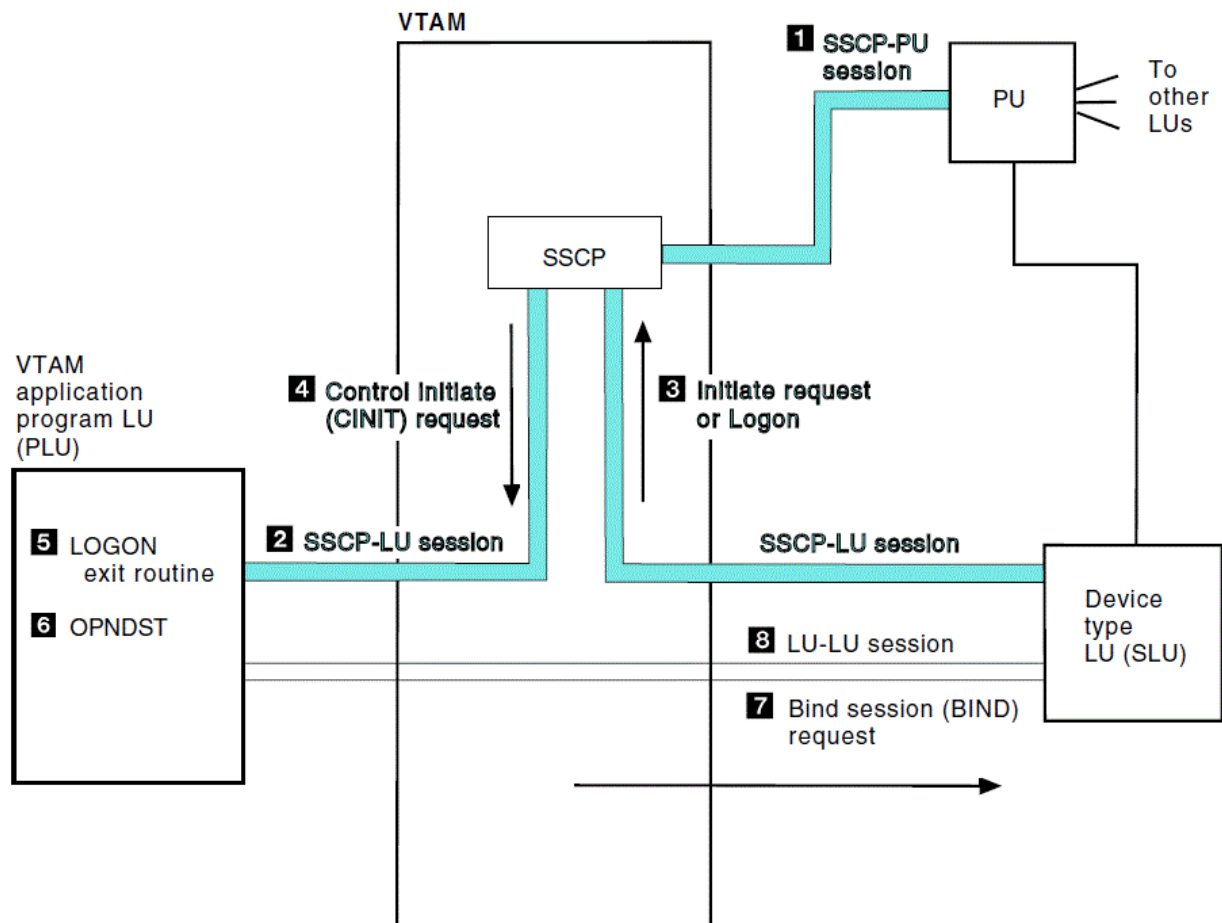 VTAM
1 SSCP-PU
session
PU
To
other
LUs
SSCP
VTAM
application
program LU
(PLU)
4 Control Initiate
(CINIT) request
3 Initiate request
or Logon
5 LOGON
exit routine
2 SSCP-LU session
SSCP-LU session
6 OPNDST
Device
type
LU (SLU)
8 LU-LU session
7 Bind session (BIND)
request